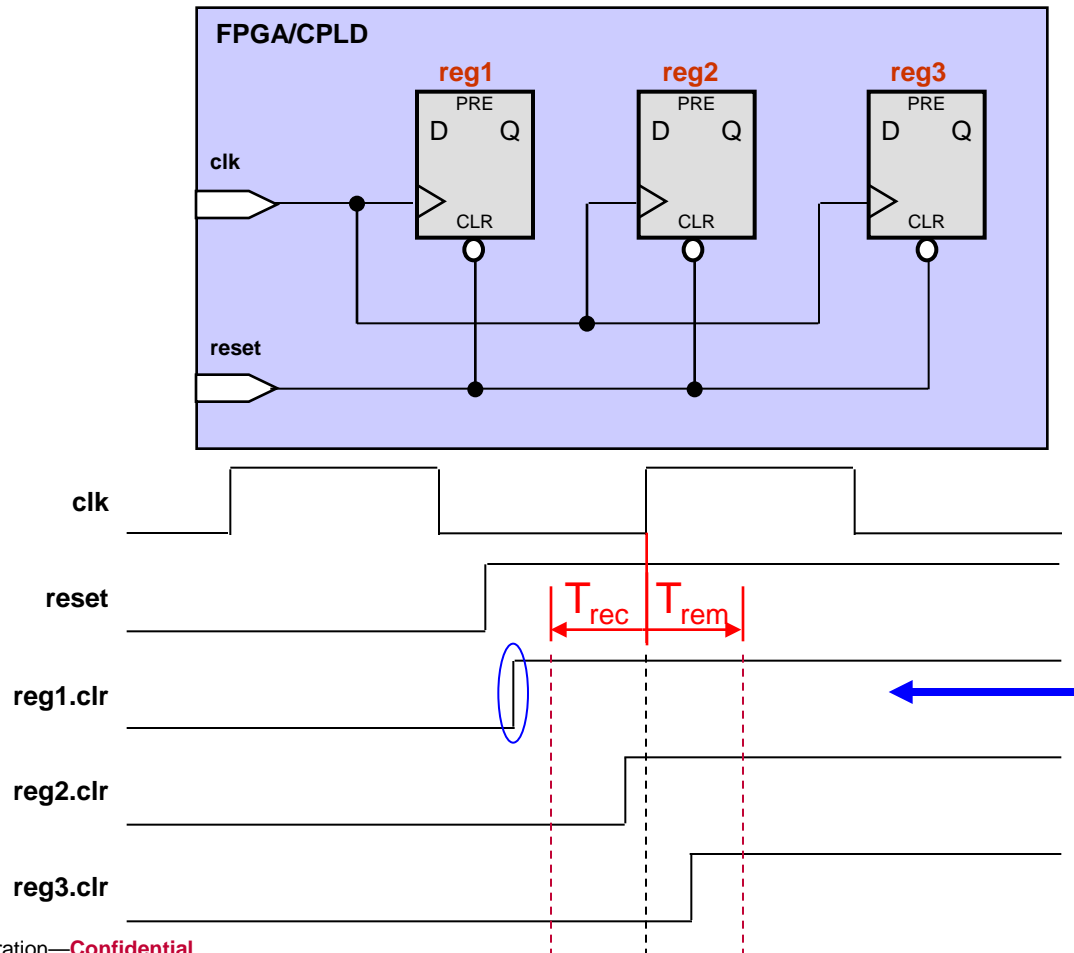 FPGA/CPLD
reg1 reg2 reg3
PRE PRE PRE
D Q D Q D Q
clk
CLR CLR CLR
reset
clk
reset
Trec Trem
reg1.clr
reg2.clr
reg3.clr
ration—Confidential